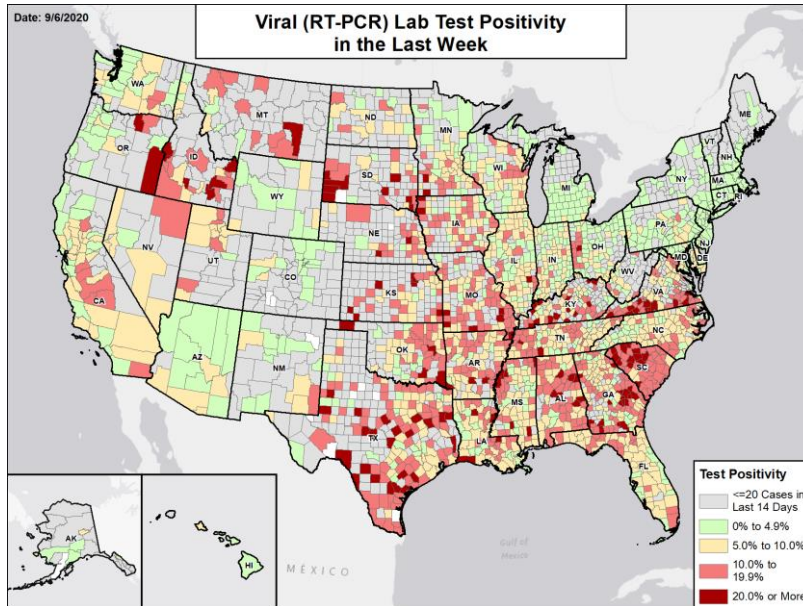 Date: 9/6/2020
Viral (RT-PCR) Lab Test Positivity
in the Last Week
WA
MT
ND
MN
ME
VT
NH
OR
ID
SD
WI
NY
MA
CT
RI
MI
WY
IA
NE
PA
NJ
OH
MD
DE
NV
UT
CO
IL
IN
WV
VA
CA
KS
MO
KY
NC
TN
OK
AR
SC
AZ
NM
MS
AL
GA
TX
LA
FL
AK
HI
MÉXICO
Gulf of
Mexico
Test Positivity
<=20 Cases in
Last 14 Days
0% to 4.9%
5.0% to 10.0%
10.0% to
19.9%
20.0% or More